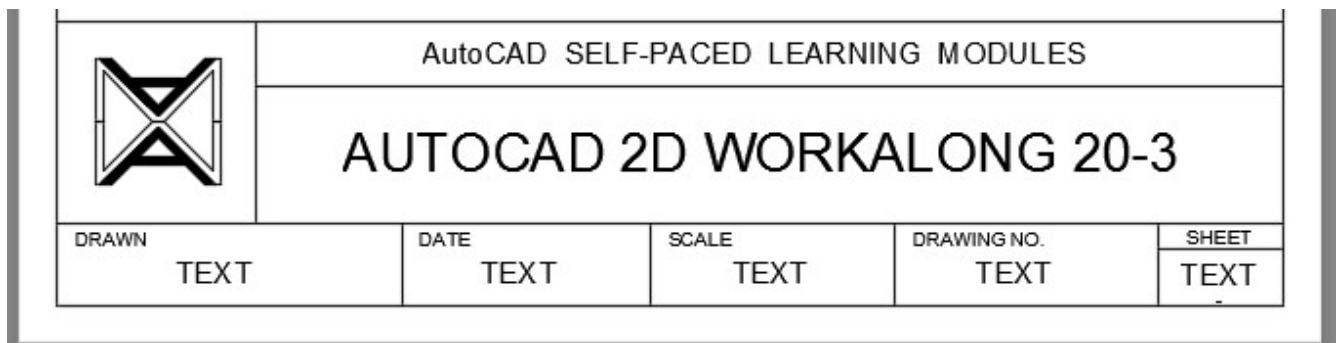 AutoCAD SELF-PACED LEARNING MODULES
AUTOCAD 2D WORKALONG 20-3
DRAWN DATE SCALE DRAWING NO. SHEET
TEXT TEXT TEXT TEXT TEXT
-